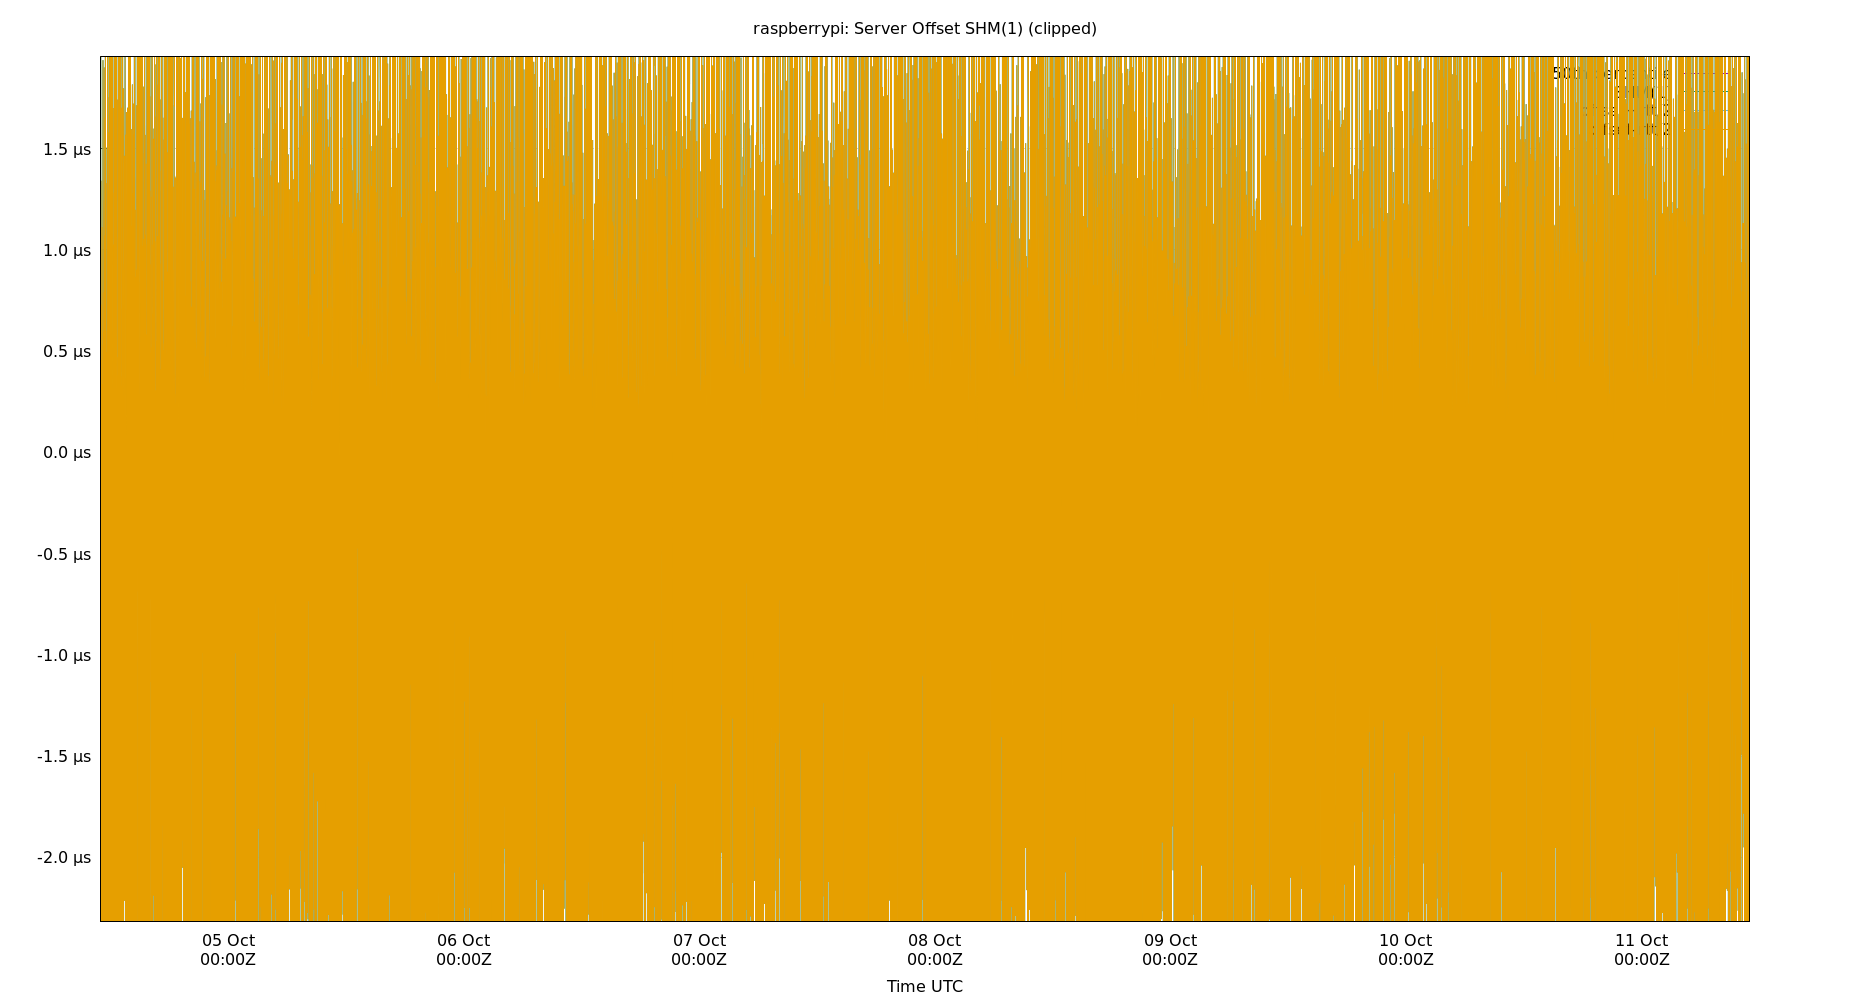 raspberrypi: Server Offset SHM(1) (clipped)
1.5 µs
1.0 µs
0.5 µs
0.0 µs
-0.5 µs
-1.0 µs
-1.5 µs
-2.0 µs
05 Oct
00:00Z
06 Oct
00:00Z
07 Oct
00:00Z
08 Oct
00:00Z
09 Oct
00:00Z
10 Oct
00:00Z
11 Oct
00:00Z
Time UTC